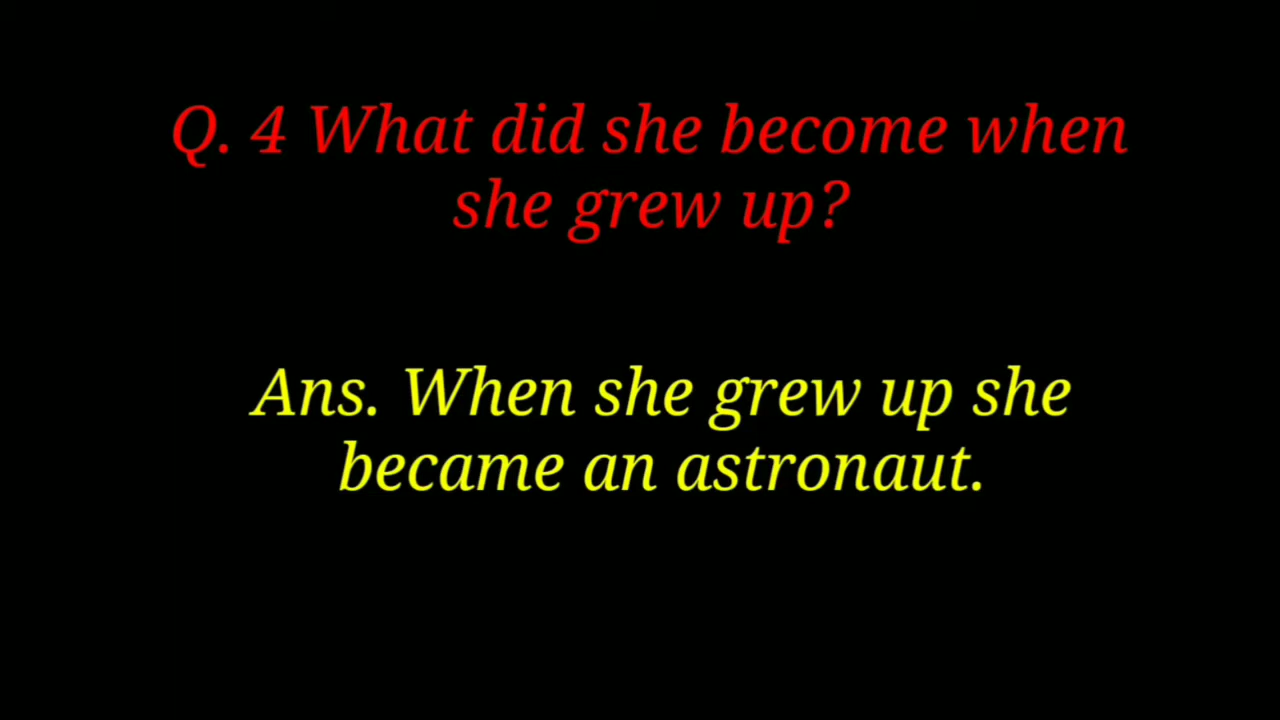 Q. 4 What did she become when
she grew up?
Ans. When she grew up she
became an astronaut.